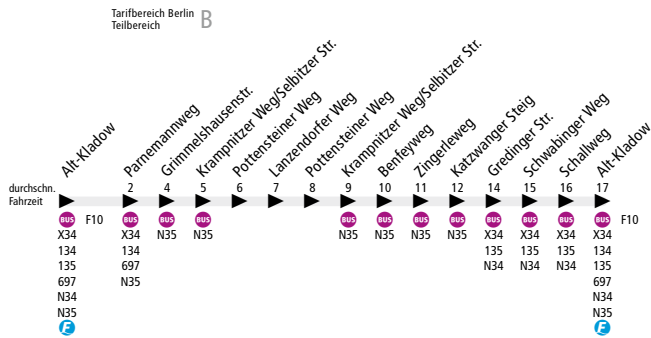 Tarifbereich Berlin
Teilbereich
B
Alt-Kladow
Parnemannweg
Grimmelshausenstr.
Krampnitzer Weg/Selbitzer Str.
Pottensteiner Weg
Lanzendorfer Weg
Pottensteiner Weg
Krampnitzer Weg/Selbitzer Str.
Benfeyweg
Zingerleweg
Katzwanger Steig
Gredinger Str.
Schwabinger Weg
Schallweg
Alt-Kladow
durchschn.
Fahrzeit
2 4 5 6 7 8 9 10 11 12 14 15 16 17
BUS F10 BUS BUS BUS BUS BUS BUS BUS BUS BUS BUS BUS F10
X34 X34 N35 N35 N35 N35 N35 N35 X34 X34 X34 X34
134 134 135 135 135 134
135 697 N34 N34 N34 135
697 N35 697
N34 N34
N35 N35
F F